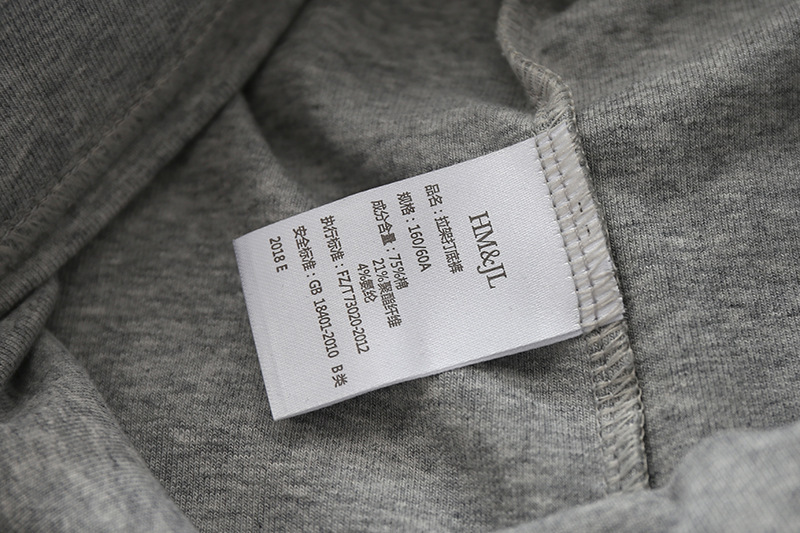 HM&JL
品名：拉架打底裤
规格：160/60A
成分含量：75%棉
21%聚酯纤维
4%氨纶
执行标准：FZ/T73020-2012
安全标准：GB 18401-2010 B类
2018 E